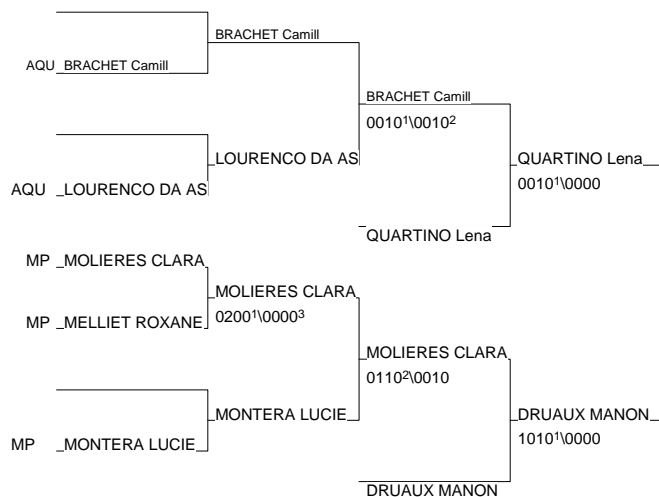 BRACHET Camill
AQU BRACHET Camill
BRACHET Camill
0010¹\0010²
LOURENCO DA AS
QUARTINO Lena
0010¹\0000
AQU LOURENCO DA AS
QUARTINO Lena
MP MOLIERES CLARA
MOLIERES CLARA
02001¹\0000³
MP MELLIET ROXANE
MOLIERES CLARA
0110²\0010
MONTERA LUCIE
DRUAUX MANON
1010¹\0000
MP MONTERA LUCIE
DRUAUX MANON